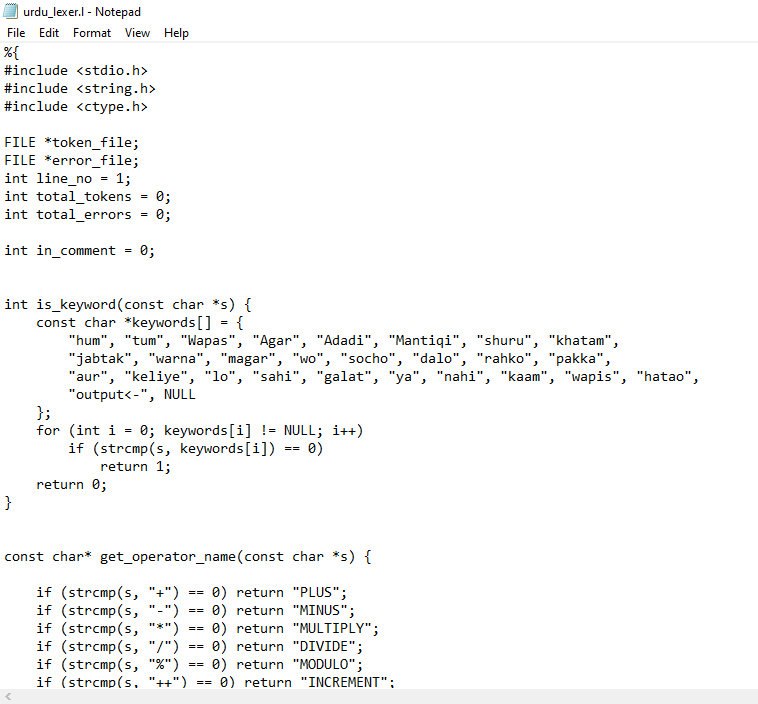 urdu_lexer.l - Notepad
File Edit Format View Help
%{
#include <stdio.h>
#include <string.h>
#include <ctype.h>

FILE *token_file;
FILE *error_file;
int line_no = 1;
int total_tokens = 0;
int total_errors = 0;

int in_comment = 0;


int is_keyword(const char *s) {
    const char *keywords[] = {
        "hum", "tum", "Wapas", "Agar", "Adadi", "Mantiqi", "shuru", "khatam",
        "jabtak", "warna", "magar", "wo", "socho", "dalo", "rahko", "pakka",
        "aur", "keliye", "lo", "sahi", "galat", "ya", "nahi", "kaam", "wapis", "hatao",
        "output<-", NULL
    };
    for (int i = 0; keywords[i] != NULL; i++)
        if (strcmp(s, keywords[i]) == 0)
            return 1;
    return 0;
}


const char* get_operator_name(const char *s) {

    if (strcmp(s, "+") == 0) return "PLUS";
    if (strcmp(s, "-") == 0) return "MINUS";
    if (strcmp(s, "*") == 0) return "MULTIPLY";
    if (strcmp(s, "/") == 0) return "DIVIDE";
    if (strcmp(s, "%") == 0) return "MODULO";
    if (strcmp(s, "++") == 0) return "INCREMENT";